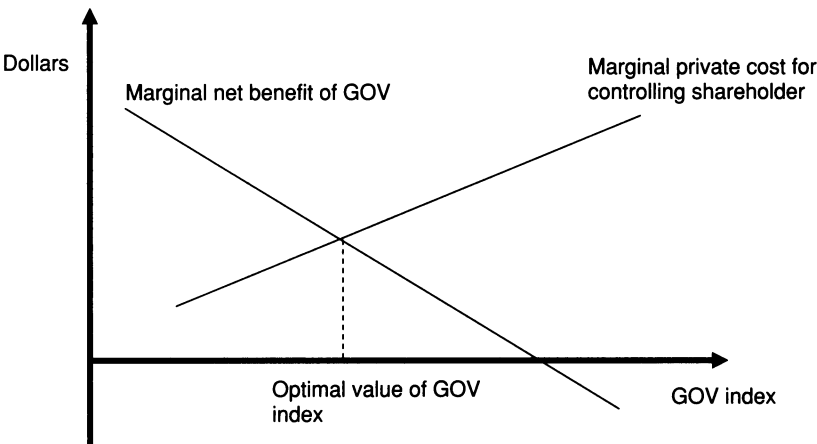 Dollars
Marginal net benefit of GOV
Marginal private cost for
controlling shareholder
Optimal value of GOV
index
GOV index